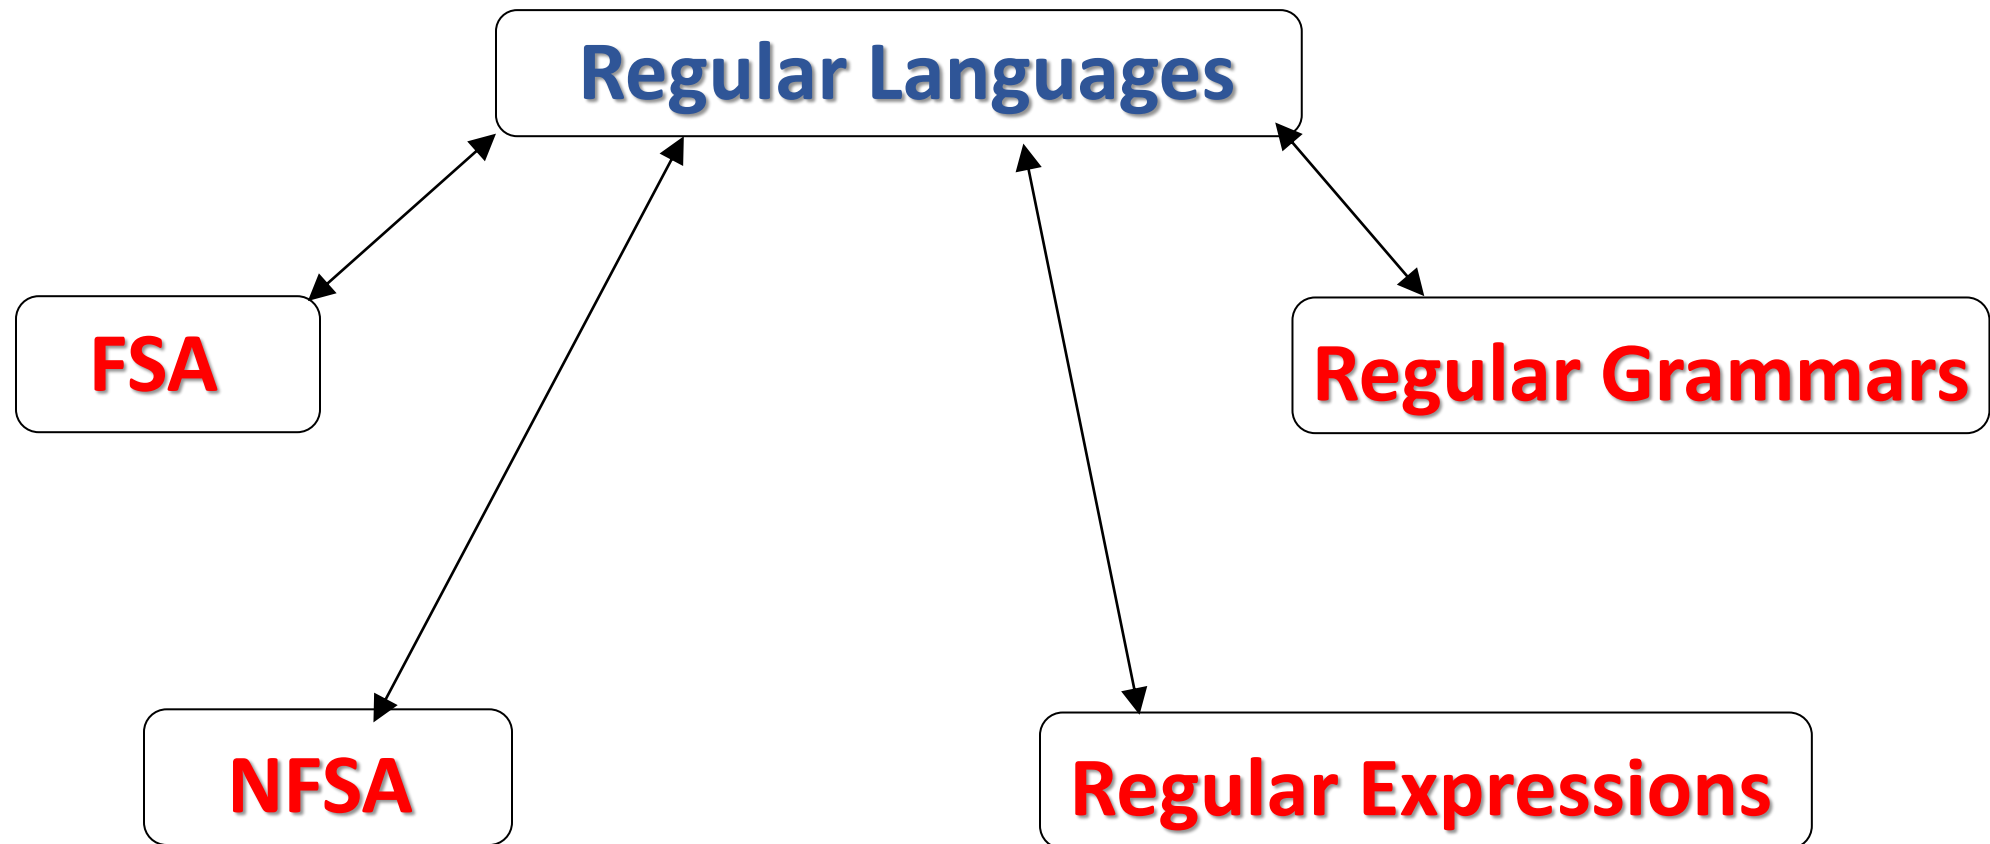 Regular Languages
FSA
Regular Grammars
NFSA
Regular Expressions